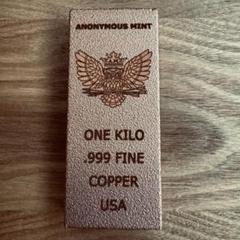 ANONYMOUS MINT
ONE KILO
.999 FINE
COPPER
USA